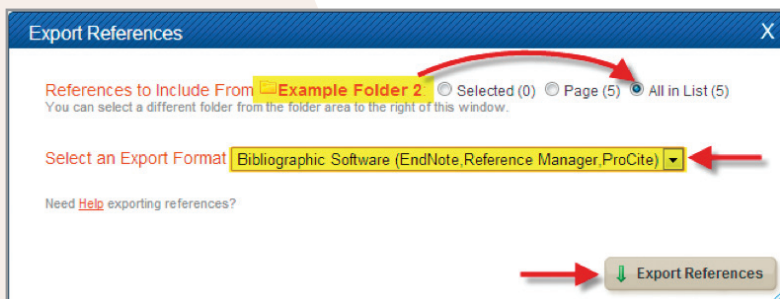 Export References X
References to Include From Example Folder 2: Selected (0) Page (5) All in List (5)
You can select a different folder from the folder area to the right of this window.
Select an Export Format Bibliographic Software (EndNote,Reference Manager,ProCite)
Need Help exporting references?
Export References